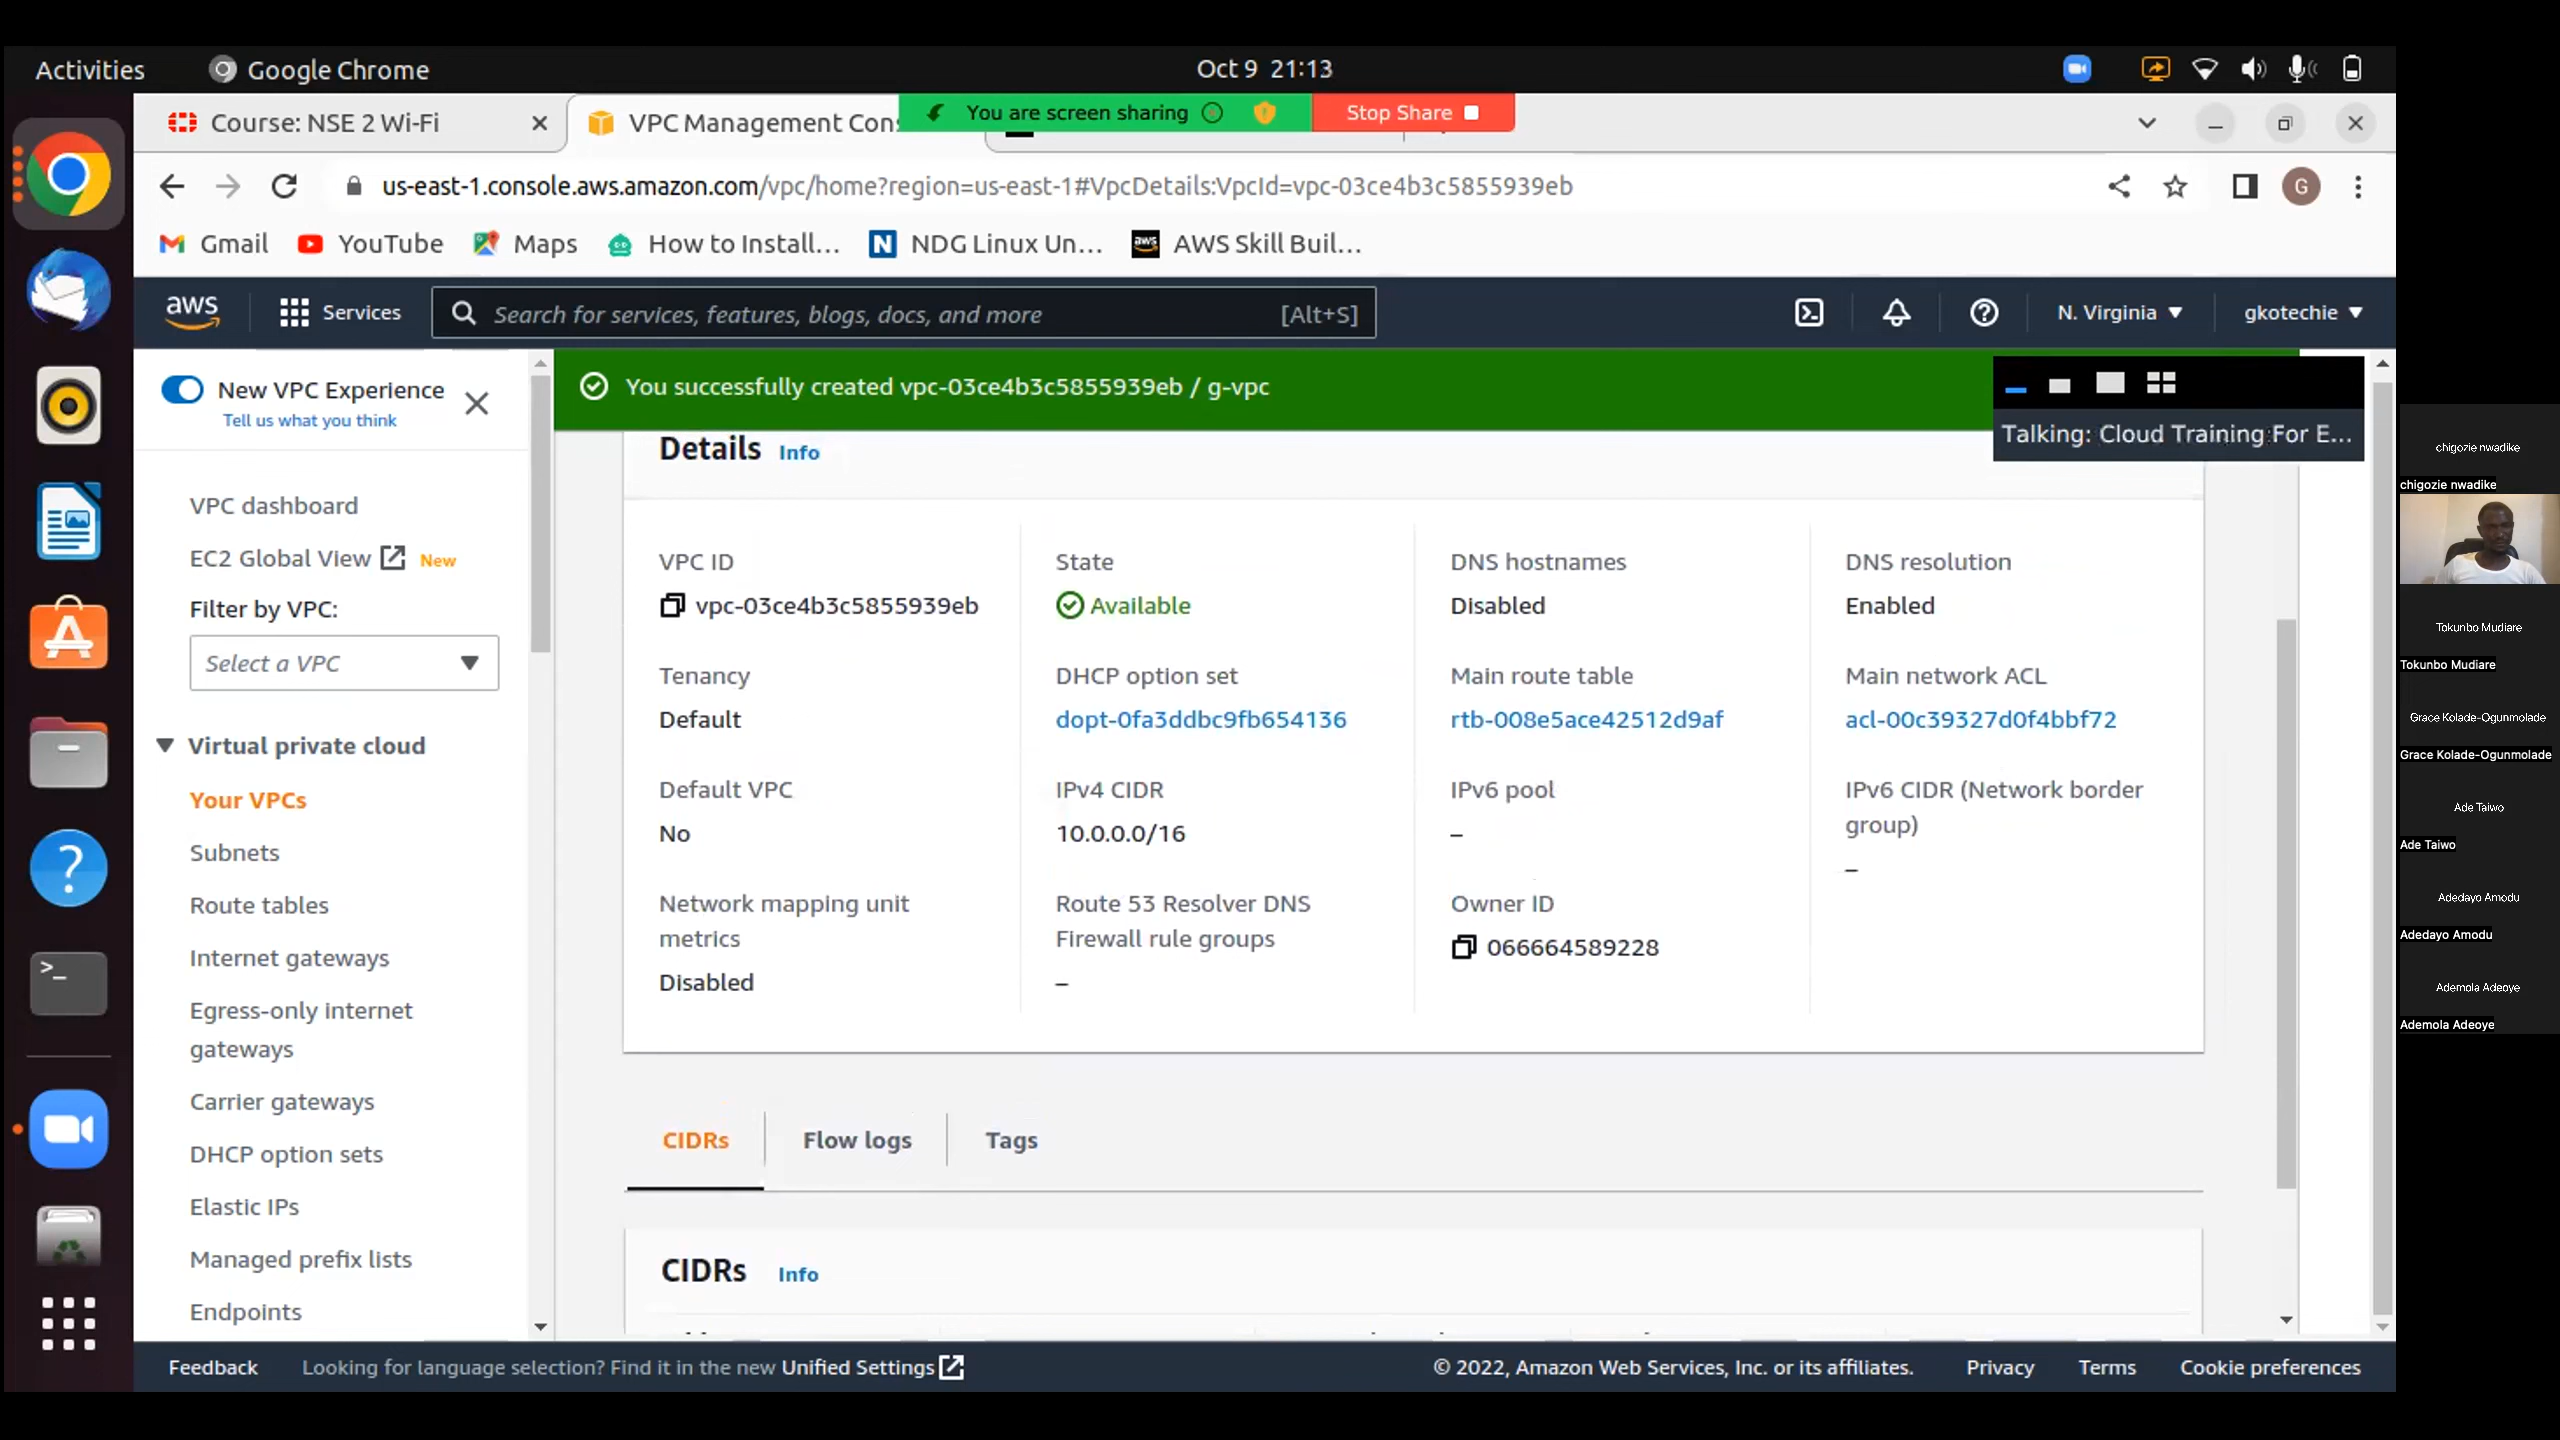 Activities
Google Chrome
Oct 9 21:13
Course: NSE 2 Wi-Fi
VPC Management Con
You are screen sharing
Stop Share
us-east-1.console.aws.amazon.com/vpc/home?region=us-east-1#VpcDetails:VpcId=vpc-03ce4b3c5855939eb
G
Gmail
YouTube
Maps
How to Install...
N
NDG Linux Un...
aws
AWS Skill Buil...
aws
Services
Search for services, features, blogs, docs, and more
[Alt+S]
N. Virginia
gkotechie
New VPC Experience
Tell us what you think
You successfully created vpc-03ce4b3c5855939eb / g-vpc
Talking: Cloud Training For E...
VPC dashboard
EC2 Global View
New
Filter by VPC:
Select a VPC
Virtual private cloud
Your VPCs
Subnets
Route tables
Internet gateways
Egress-only internet
gateways
Carrier gateways
DHCP option sets
Elastic IPs
Managed prefix lists
Endpoints
Details
Info
VPC ID
vpc-03ce4b3c5855939eb
State
Available
DNS hostnames
Disabled
DNS resolution
Enabled
Tenancy
Default
DHCP option set
dopt-0fa3ddbc9fb654136
Main route table
rtb-008e5ace42512d9af
Main network ACL
acl-00c39327d0f4bbf72
Default VPC
No
IPv4 CIDR
10.0.0.0/16
IPv6 pool
–
IPv6 CIDR (Network border
group)
–
Network mapping unit
metrics
Disabled
Route 53 Resolver DNS
Firewall rule groups
–
Owner ID
066664589228
CIDRs
Flow logs
Tags
CIDRs
Info
Feedback
Looking for language selection? Find it in the new Unified Settings
© 2022, Amazon Web Services, Inc. or its affiliates.
Privacy
Terms
Cookie preferences
chigozie nwadike
chigozie nwadike
Tokunbo Mudiare
Tokunbo Mudiare
Grace Kolade-Ogunmolade
Grace Kolade-Ogunmolade
Ade Taiwo
Ade Taiwo
Adedayo Amodu
Adedayo Amodu
Ademola Adeoye
Ademola Adeoye